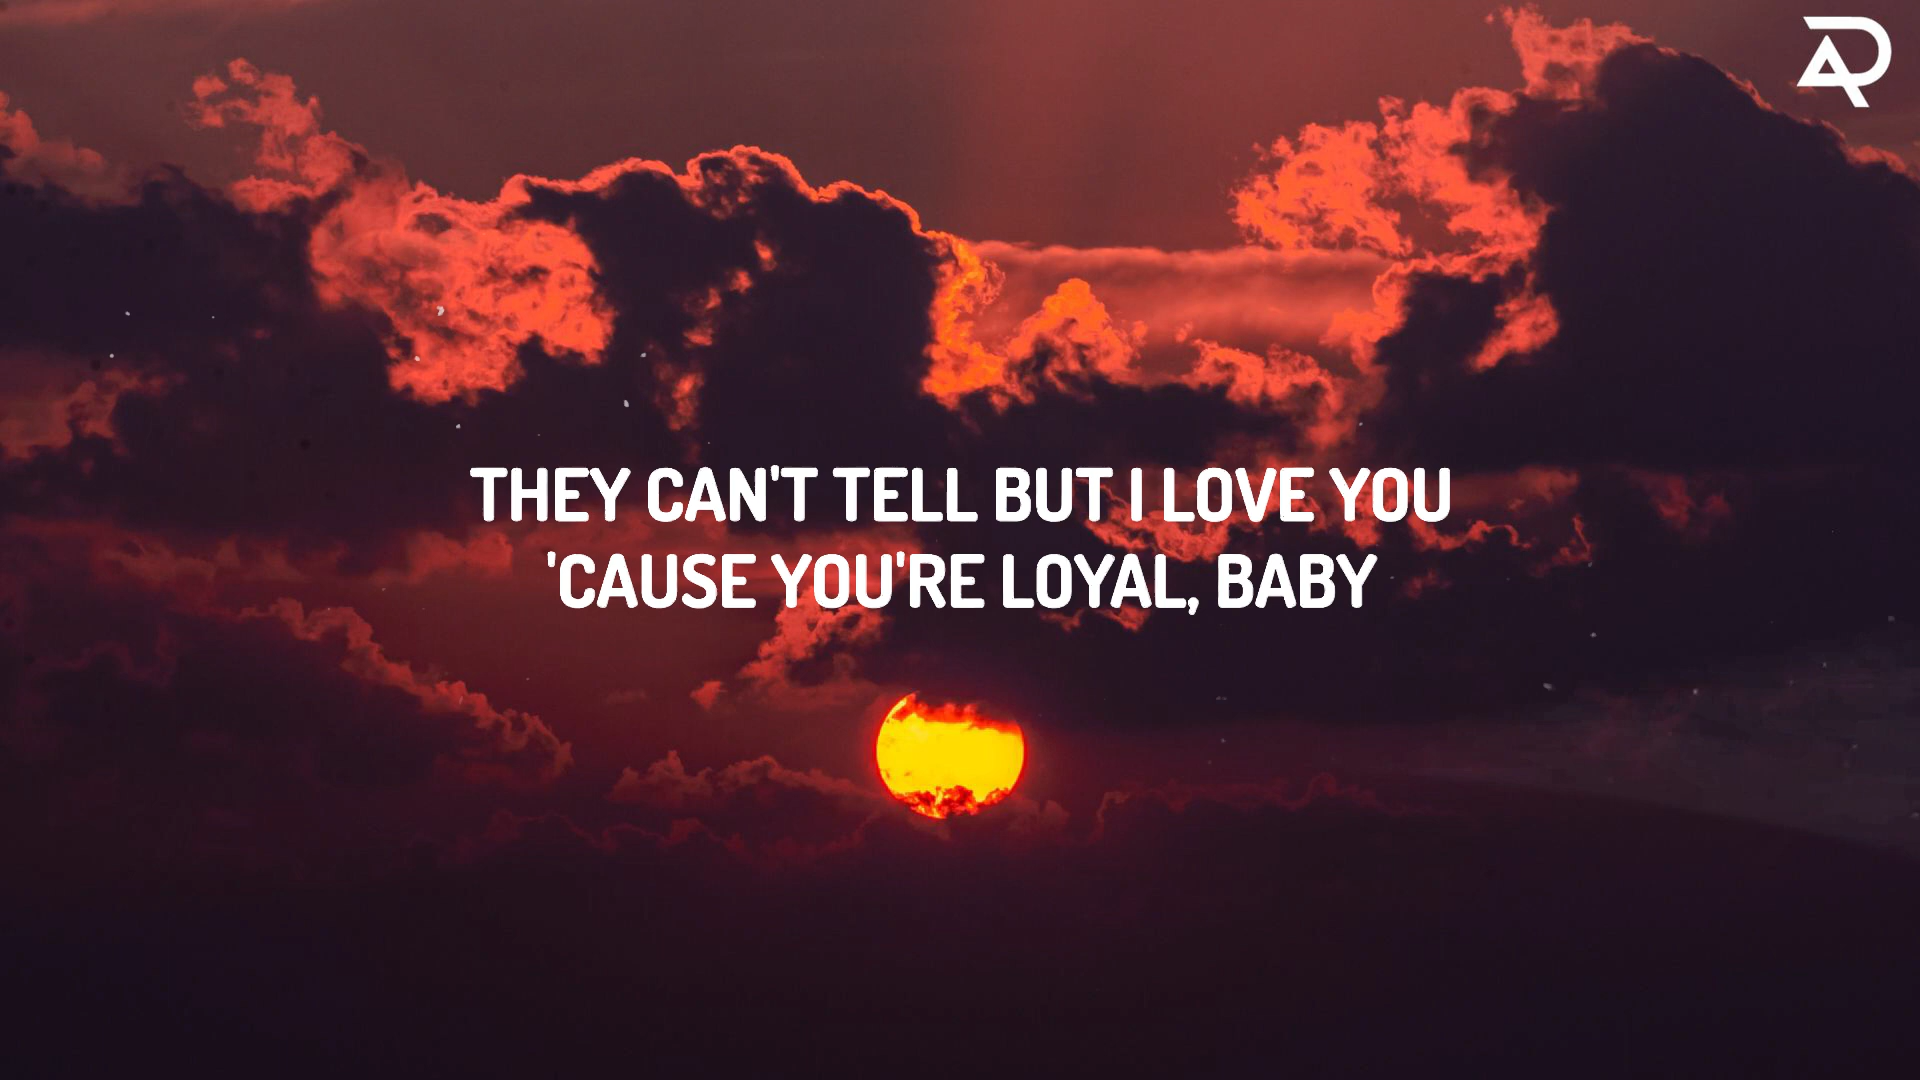 THEY CAN'T TELL BUT I LOVE YOU
'CAUSE YOU'RE LOYAL, BABY